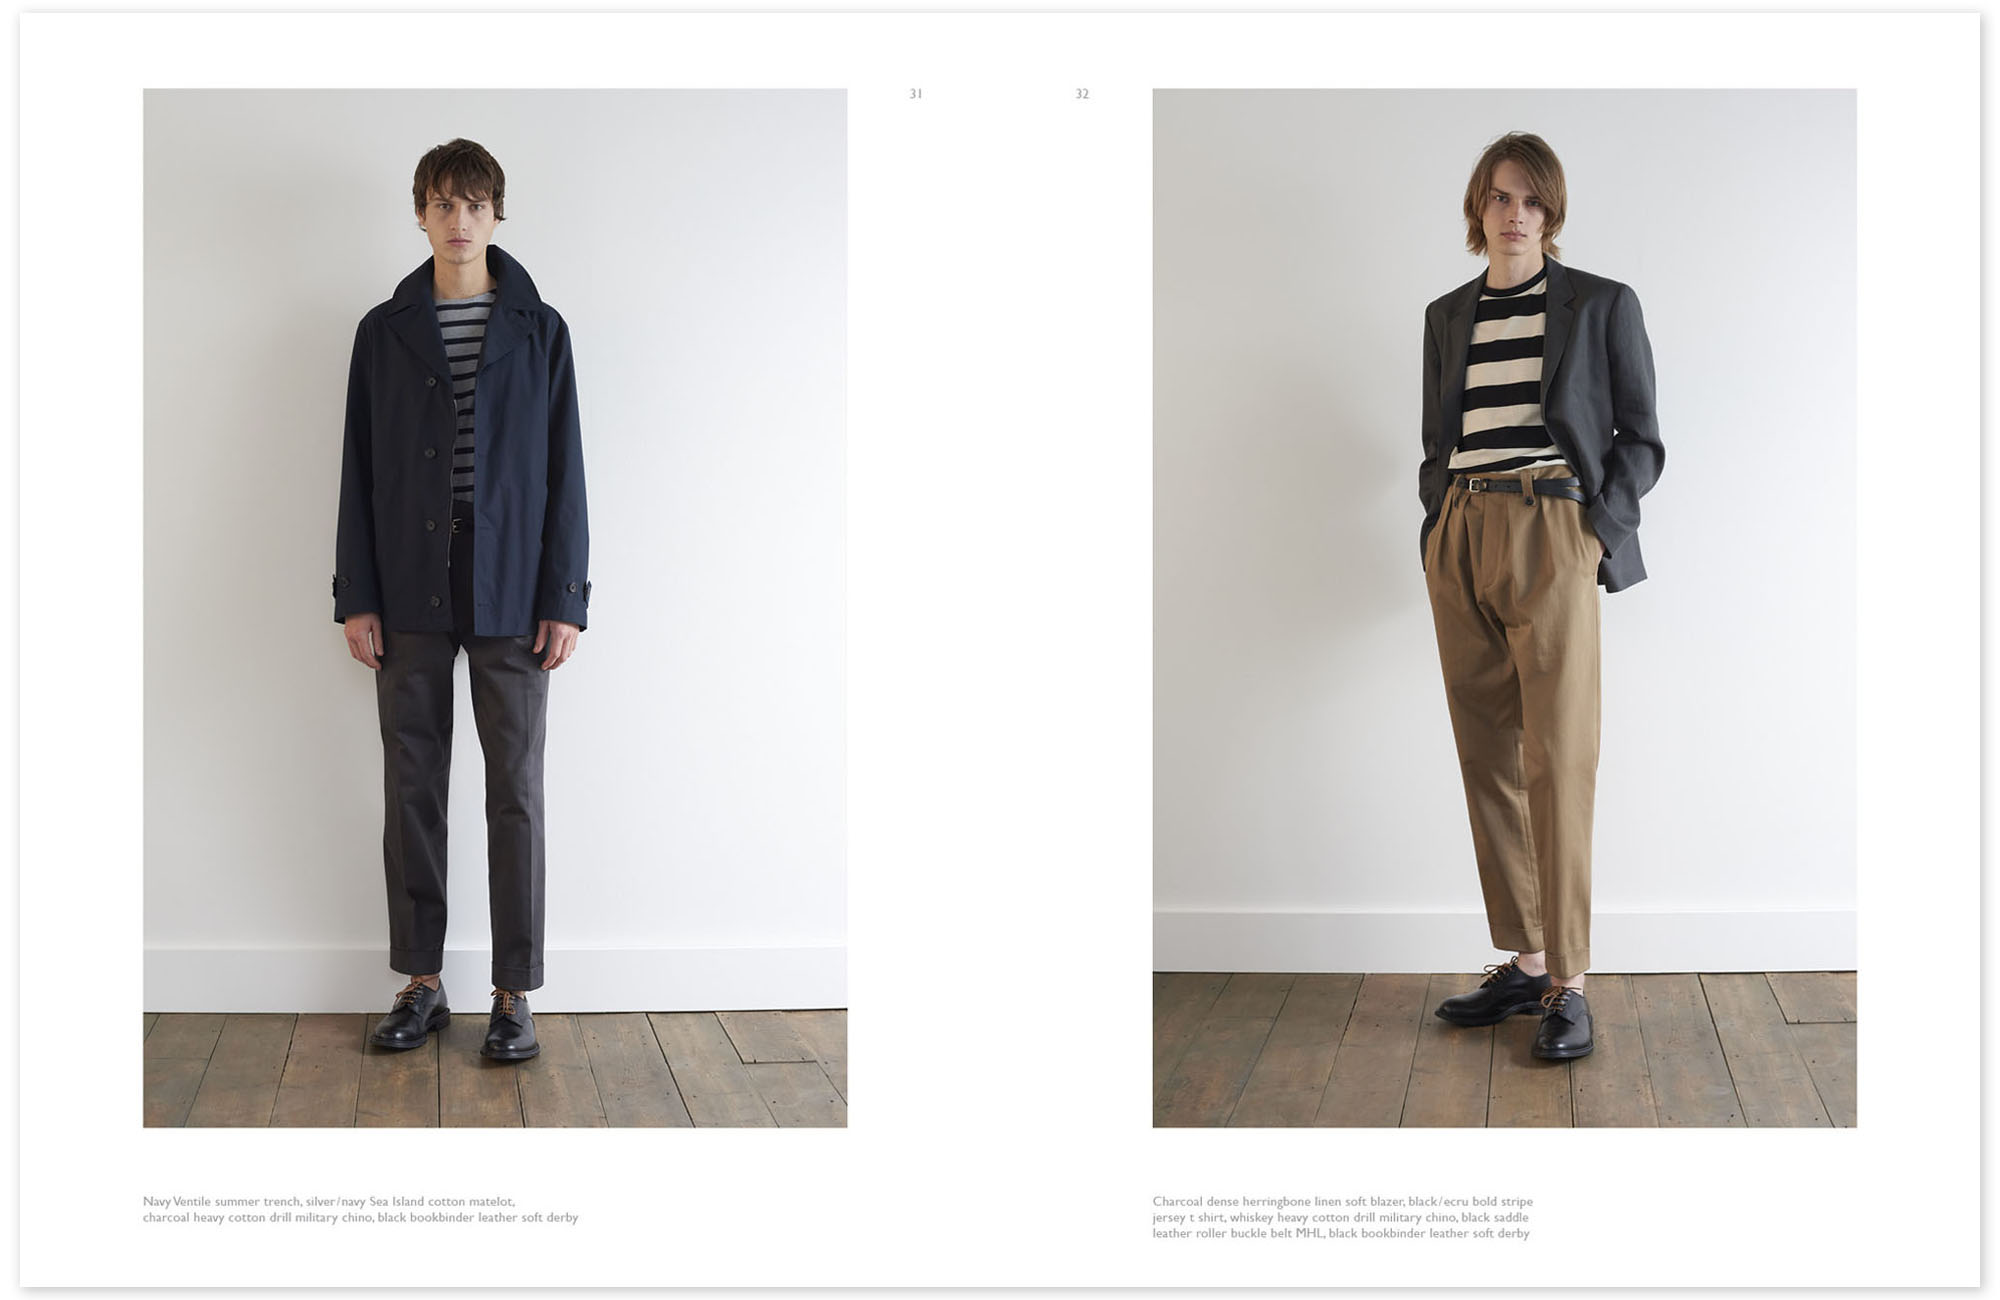 31
32
Navy Ventile summer trench, silver/navy Sea Island cotton matelot,
charcoal heavy cotton drill military chino, black bookbinder leather soft derby
Charcoal dense herringbone linen soft blazer, black/ecru bold stripe
jersey t shirt, whiskey heavy cotton drill military chino, black saddle
leather roller buckle belt MHL, black bookbinder leather soft derby